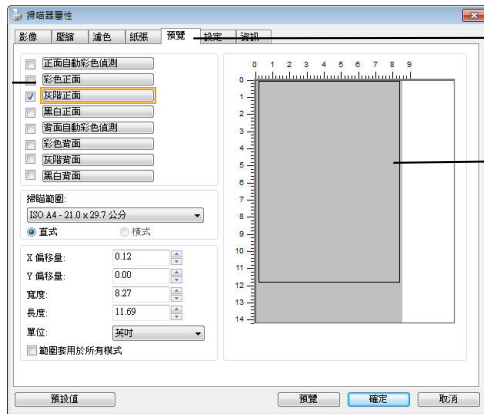 掃瞄器屬性
影像 壓縮 濾色 紙張 預覽 設定 資訊
正面自動彩色偵測
彩色正面
灰階正面
黑白正面
背面自動彩色偵測
彩色背面
灰階背面
黑白背面
掃瞄範圍:
ISO A4 - 21.0 x 29.7 公分
直式 橫式
X 偏移量: 0.12
Y 偏移量: 0.00
寬度: 8.27
長度: 11.69
單位: 英吋
範圍套用於所有模式
0 1 2 3 4 5 6 7 8 9
0
1
2
3
4
5
6
7
8
9
10
11
12
13
14
預設值 預覽 確定 取消